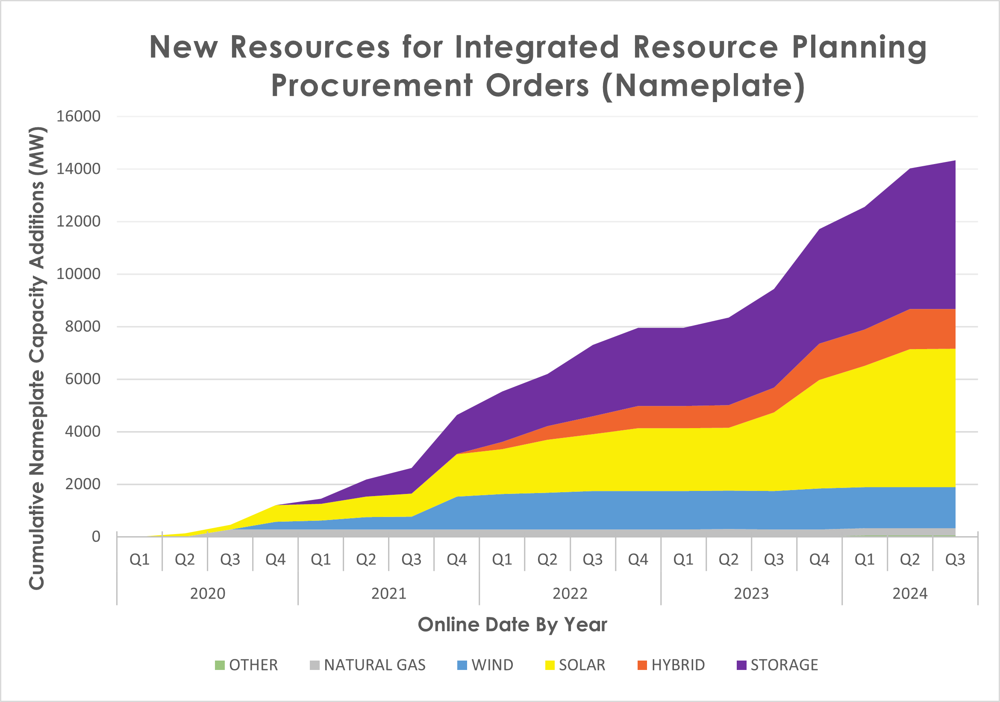 New Resources for Integrated Resource Planning
Procurement Orders (Nameplate)
Cumulative Nameplate Capacity Additions (MW)
16000
14000
12000
10000
8000
6000
4000
2000
0
Q1 Q2 Q3 Q4 Q1 Q2 Q3 Q4 Q1 Q2 Q3 Q4 Q1 Q2 Q3 Q4 Q1 Q2 Q3
2020 2021 2022 2023 2024
Online Date By Year
OTHER NATURAL GAS WIND SOLAR HYBRID STORAGE